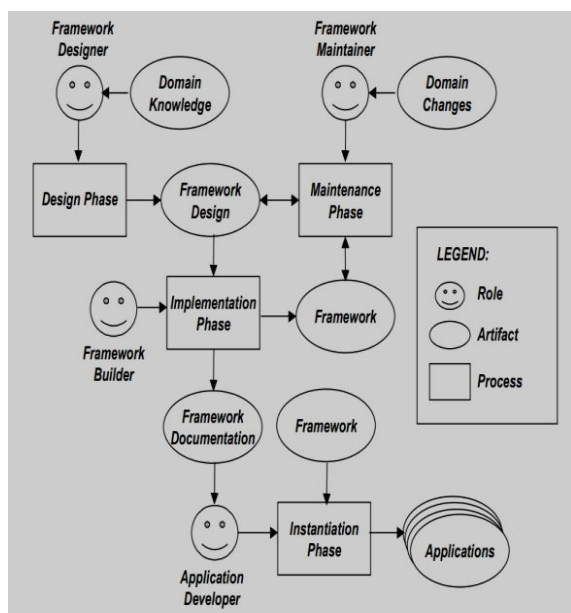 Framework
Designer
Framework
Maintainer
Domain
Knowledge
Domain
Changes
Design Phase
Framework
Design
Maintenance
Phase
LEGEND:
Role
Artifact
Process
Framework
Builder
Implementation
Phase
Framework
Framework
Documentation
Framework
Application
Developer
Instantiation
Phase
Applications